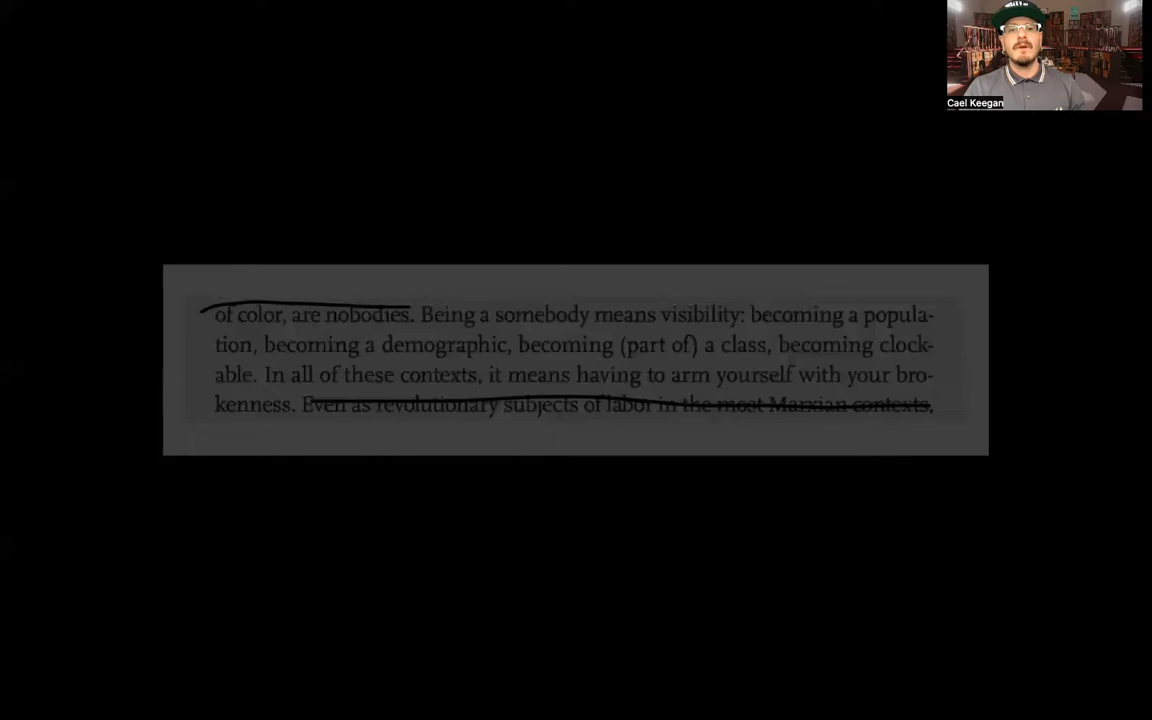 Cael Keegan
of color, are nobodies. Being a somebody means visibility: becoming a popula-
tion, becoming a demographic, becoming (part of) a class, becoming clock-
able. In all of these contexts, it means having to arm yourself with your bro-
kenness. Even as revolutionary subjects of labor in the most Marxian contexts,